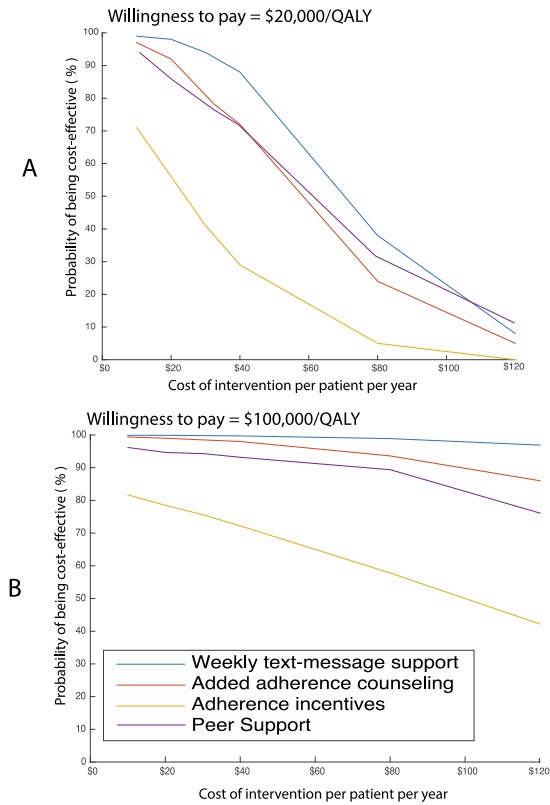 Willingness to pay = $20,000/QALY
A
Probability of being cost-effective ( % )
100
90
80
70
60
50
40
30
20
10
0
$0 $20 $40 $60 $80 $100 $120
Cost of intervention per patient per year
Willingness to pay = $100,000/QALY
B
Probability of being cost-effective ( % )
100
90
80
70
60
50
40
30
20
10
0
Weekly text-message support
Added adherence counseling
Adherence incentives
Peer Support
$0 $20 $40 $60 $80 $100 $120
Cost of intervention per patient per year